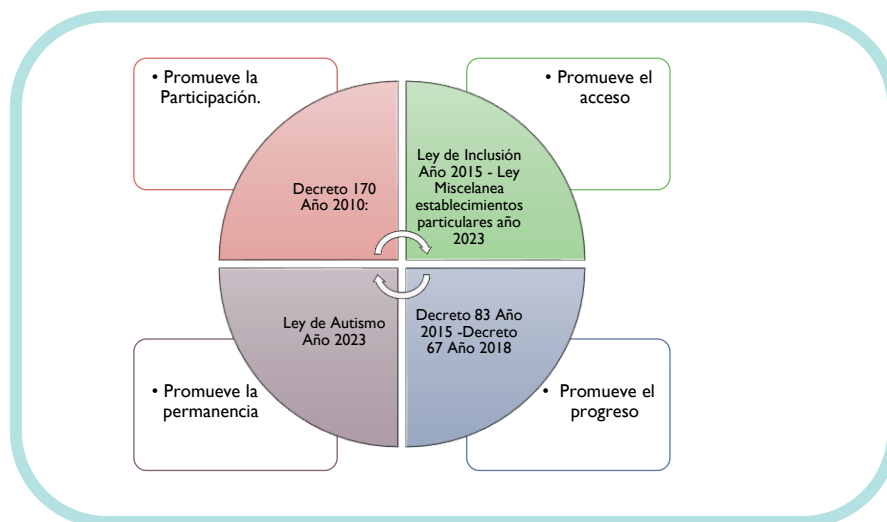 • Promueve la
Participación.
• Promueve el
acceso
Decreto 170
Año 2010:
Ley de Inclusión
Año 2015 - Ley
Miscelanea
establecimientos
particulares año
2023
Ley de Autismo
Año 2023
Decreto 83 Año
2015 -Decreto
67 Año 2018
• Promueve la
permanencia
• Promueve el
progreso